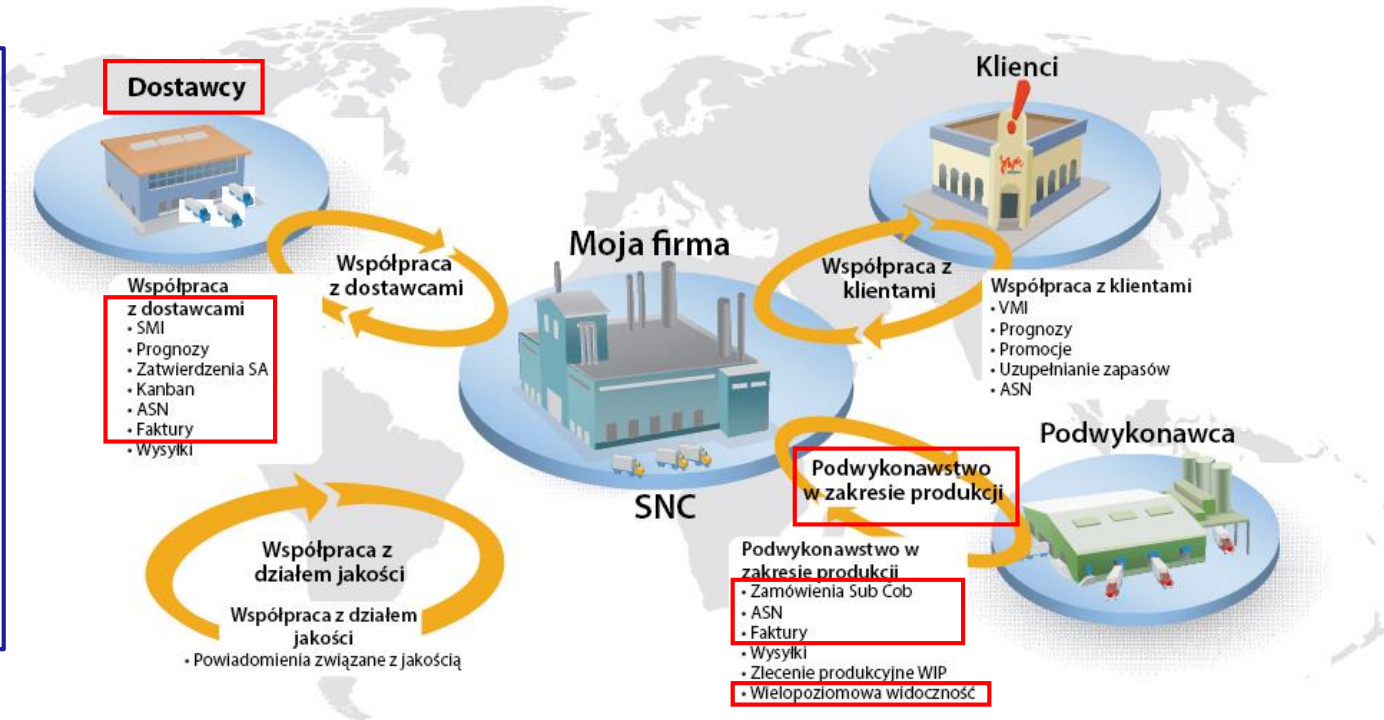 Dostawcy
Współpraca
z dostawcami
Współpraca
z dostawcami
• SMI
• Prognozy
• Zatwierdzenia SA
• Kanban
• ASN
• Faktury
• Wysyłki
Moja firma
SNC
Klienci
Współpraca z
klientami
Współpraca z klientami
• VMI
• Prognozy
• Promocje
• Uzupełnianie zapasów
• ASN
Podwykonawca
Podwykonawstwo
w zakresie produkcji
Podwykonawstwo w
zakresie produkcji
• Zamówienia Sub Cob
• ASN
• Faktury
• Wysyłki
• Zlecenie produkcyjne WIP
• Wielopoziomowa widoczność
Współpraca z
działem jakości
Współpraca z działem
jakości
• Powiadomienia związane z jakością